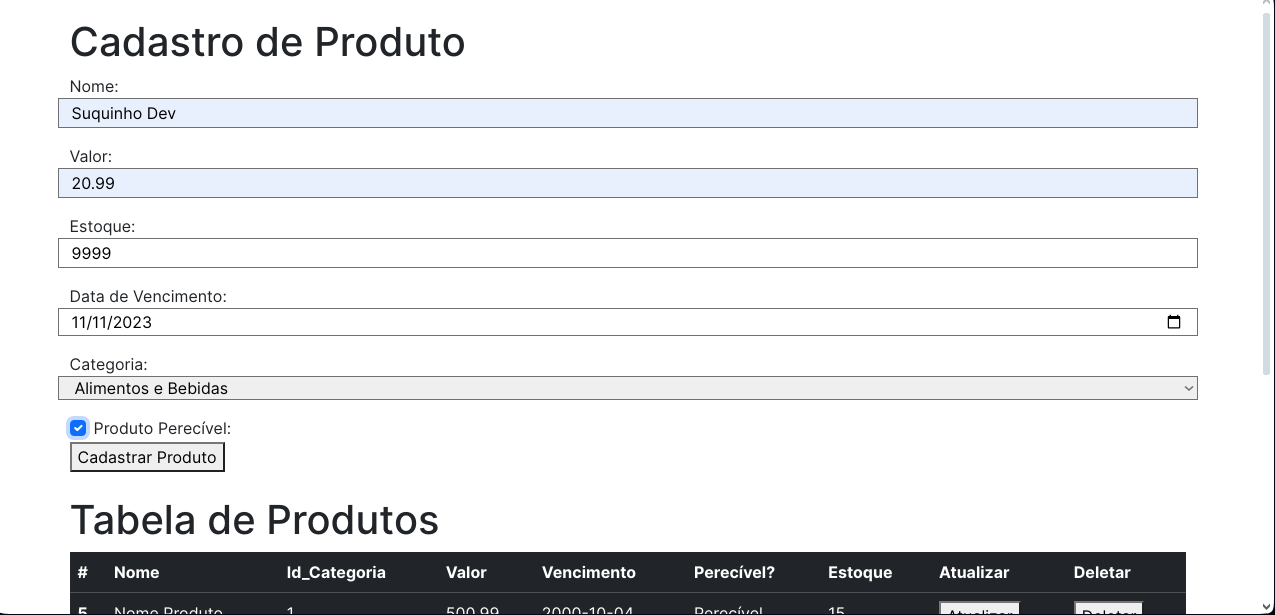 Cadastro de Produto
Nome:
Suquinho Dev
Valor:
20.99
Estoque:
9999
Data de Vencimento:
11/11/2023
Categoria:
Alimentos e Bebidas
Produto Perecível:
Cadastrar Produto
Tabela de Produtos
# Nome Id_Categoria Valor Vencimento Perecível? Estoque Atualizar Deletar
5 Nome Produto 1 500.99 2000-10-04 Perecível 15 Atualizar Deletar